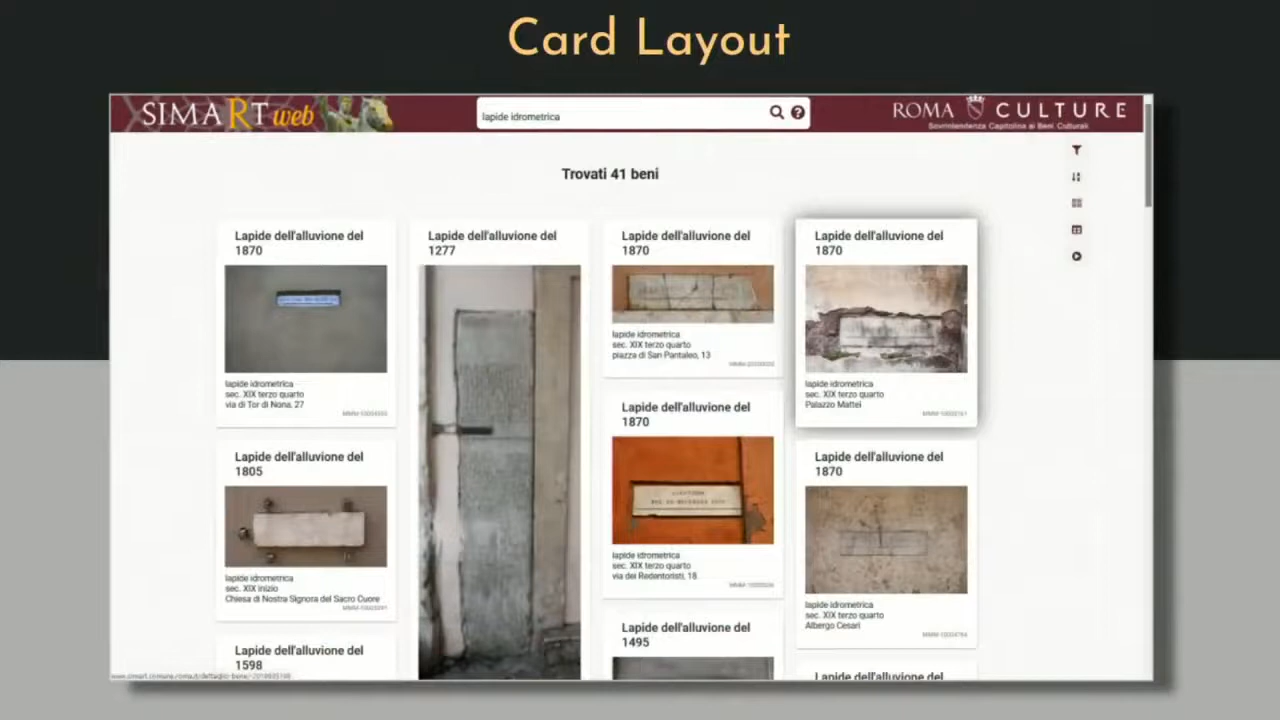 Card Layout
SIMARTweb
lapide idrometrica
ROMA CULTURE
Sovrintendenza Capitolina ai Beni Culturali
Trovati 41 beni
Lapide dell'alluvione del
1870
lapide idrometrica
sec. XIX terzo quarto
via di Tor di Nona, 27
Lapide dell'alluvione del
1805
lapide idrometrica
sec. XIX inizio
Chiesa di Nostra Signora del Sacro Cuore
Lapide dell'alluvione del
1598
Lapide dell'alluvione del
1277
Lapide dell'alluvione del
1870
lapide idrometrica
sec. XIX terzo quarto
piazza di San Pantaleo, 13
Lapide dell'alluvione del
1870
lapide idrometrica
sec. XIX terzo quarto
via dei Redentoristi, 18
Lapide dell'alluvione del
1495
Lapide dell'alluvione del
1870
lapide idrometrica
sec. XIX terzo quarto
Palazzo Mattei
Lapide dell'alluvione del
1870
lapide idrometrica
sec. XIX terzo quarto
Albergo Cesari
Lapide dell'alluvione del